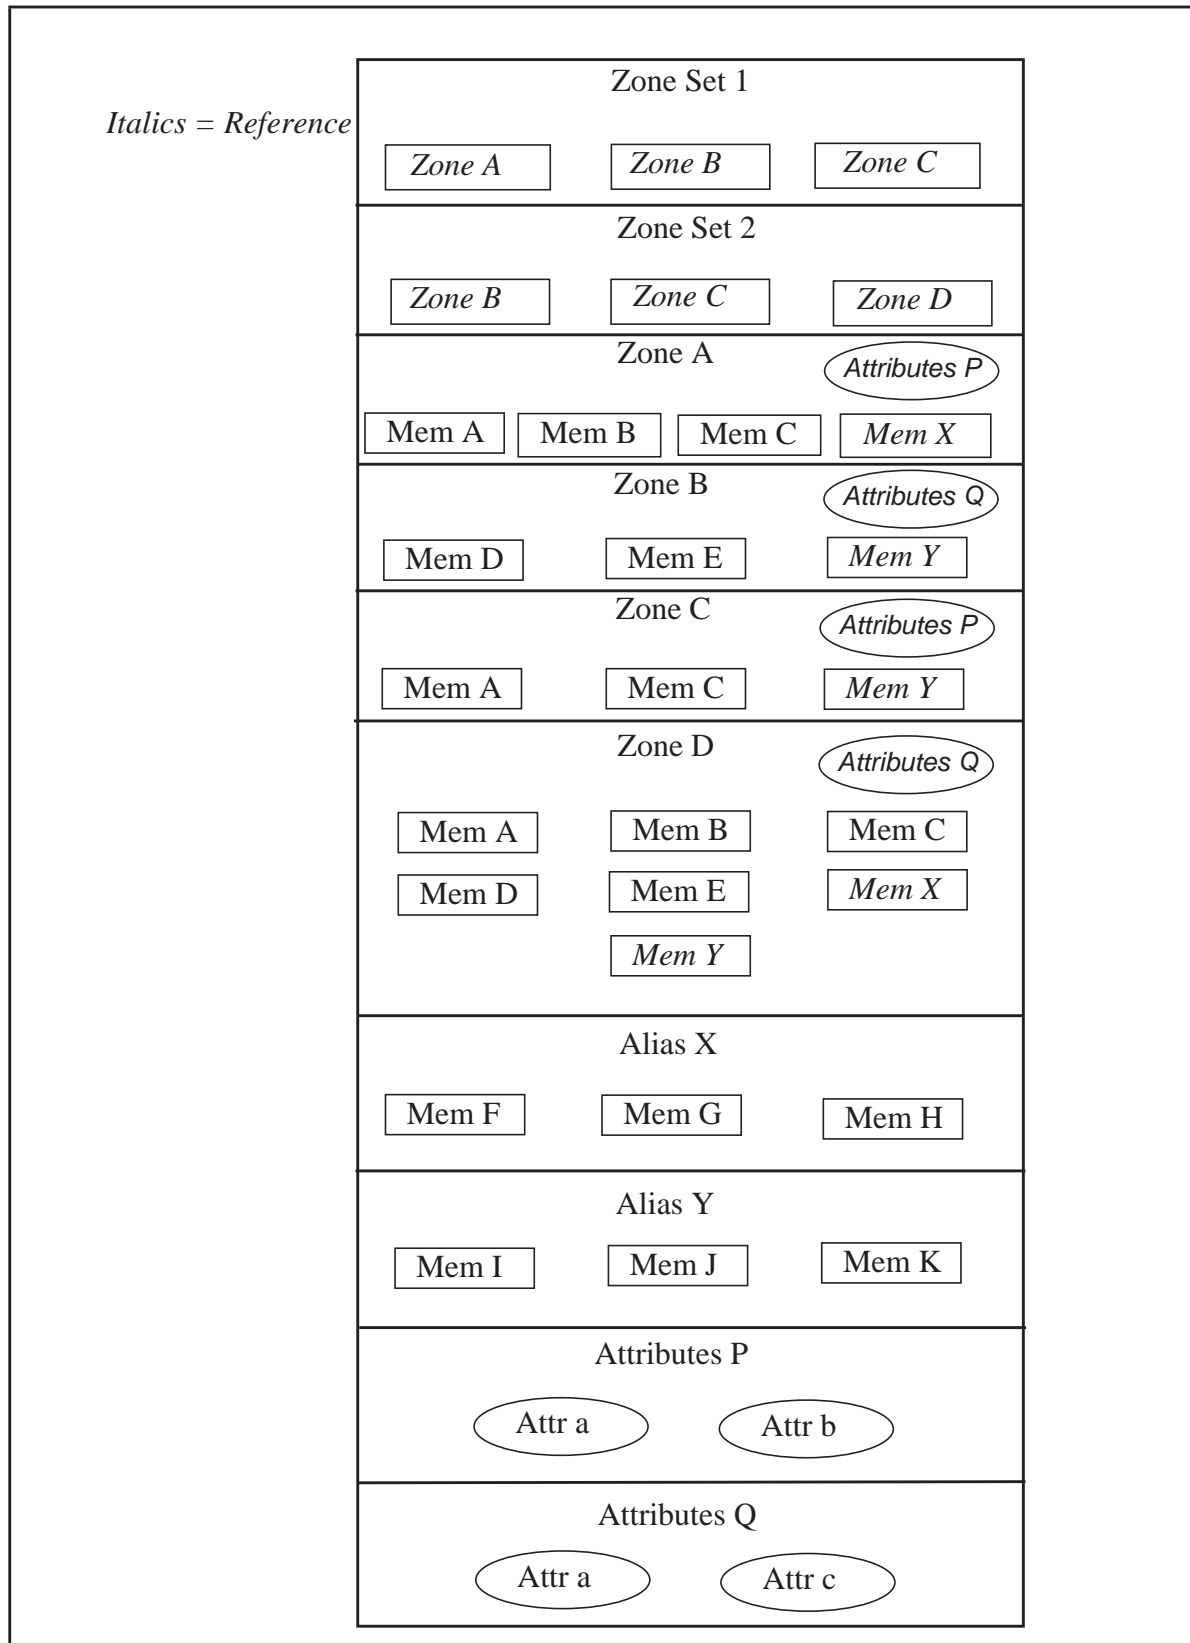 Zone Set 1
Italics = Reference
Zone A Zone B Zone C
Zone Set 2
Zone B Zone C Zone D
Zone A
Attributes P
Mem A Mem B Mem C Mem X
Zone B
Attributes Q
Mem D Mem E Mem Y
Zone C
Attributes P
Mem A Mem C Mem Y
Zone D
Attributes Q
Mem A Mem B Mem C
Mem D Mem E Mem X
Mem Y
Alias X
Mem F Mem G Mem H
Alias Y
Mem I Mem J Mem K
Attributes P
Attr a Attr b
Attributes Q
Attr a Attr c